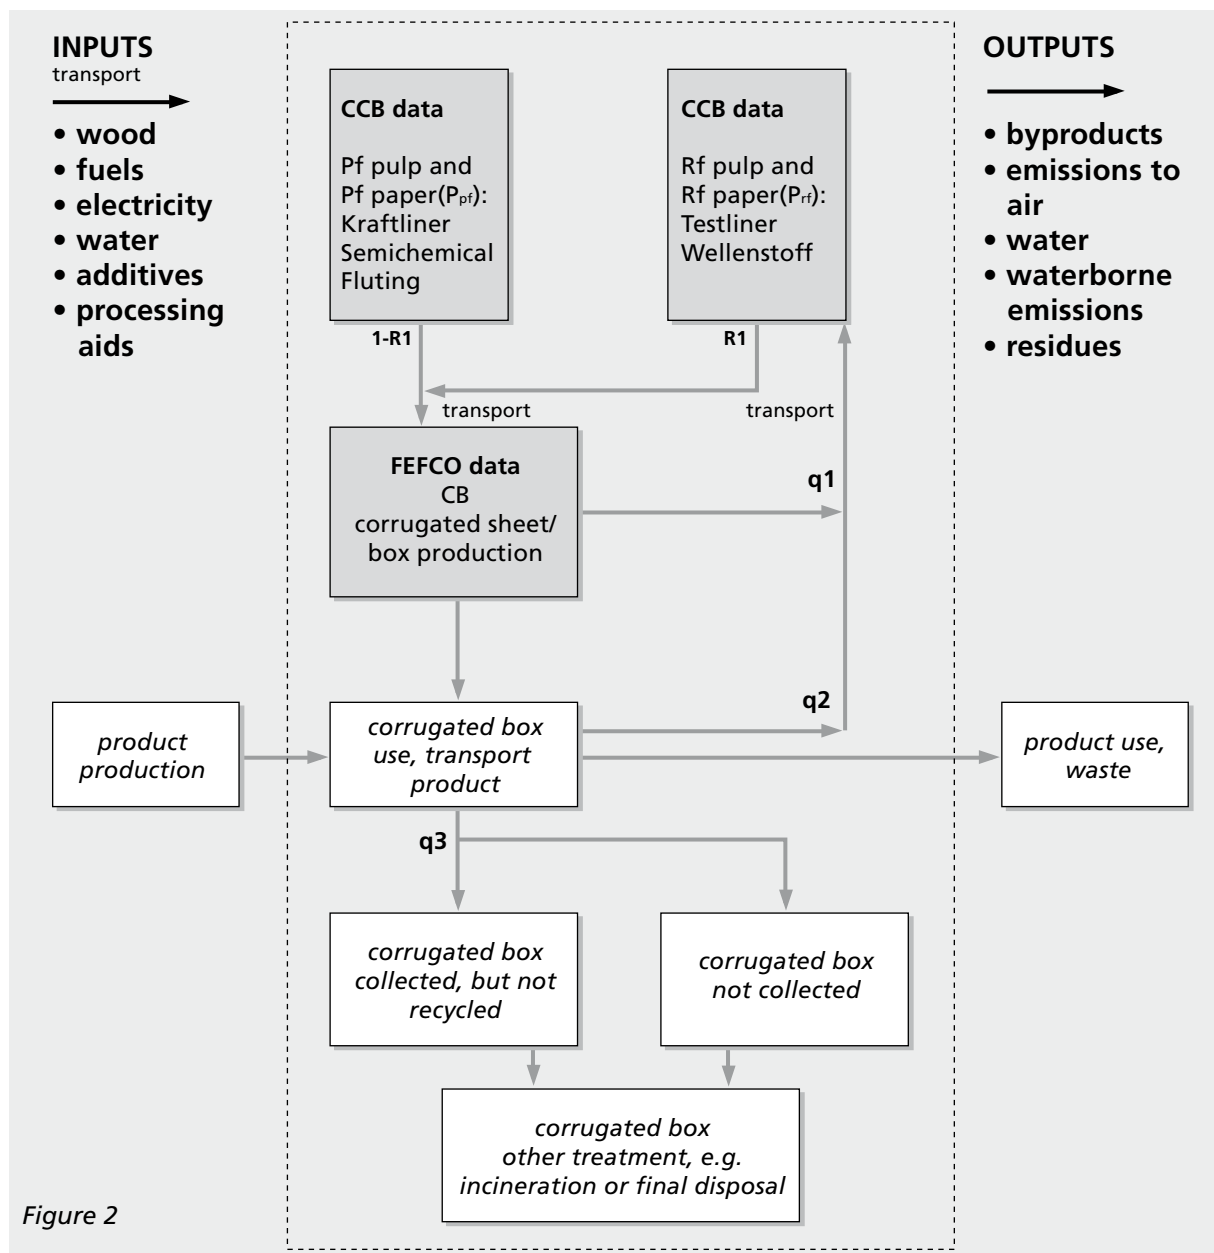 INPUTS
transport
• wood
• fuels
• electricity
• water
• additives
• processing
aids
CCB data
Pf pulp and
Pf paper(Ppf):
Kraftliner
Semichemical
Fluting
CCB data
Rf pulp and
Rf paper(Prf):
Testliner
Wellenstoff
OUTPUTS
• byproducts
• emissions to
air
• water
• waterborne
emissions
• residues
1-R1
R1
transport
transport
FEFCO data
CB
corrugated sheet/
box production
q1
q2
product
production
corrugated box
use, transport
product
product use,
waste
q3
corrugated box
collected, but not
recycled
corrugated box
not collected
corrugated box
other treatment, e.g.
incineration or final disposal
Figure 2